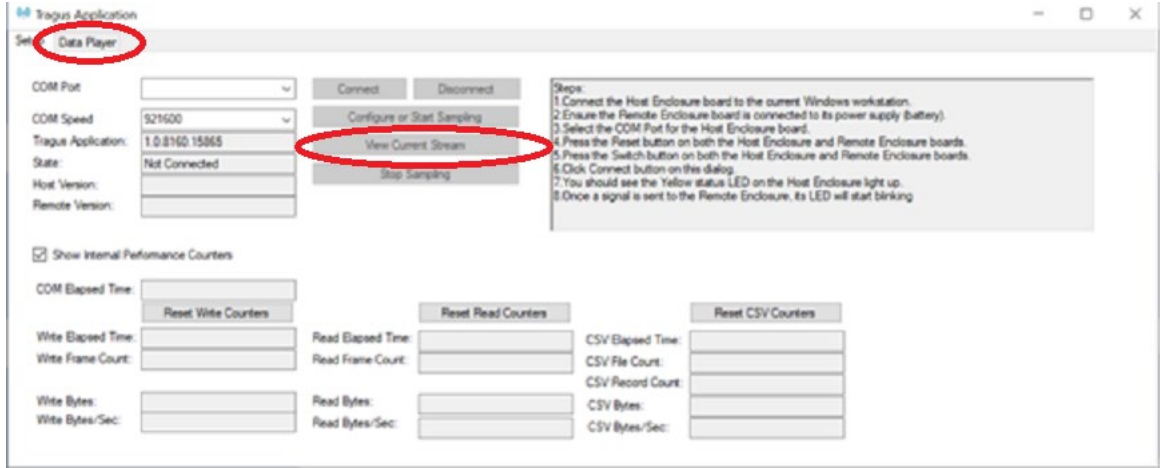 Tragus Application
Setup Data Player
COM Port
Connect Disconnect
COM Speed 921600
Configure or Start Sampling
Tragus Application: 1.0.8160.15865
View Current Stream
State: Not Connected
Stop Sampling
Host Version:
Remote Version:
Steps:
1.Connect the Host Enclosure board to the current Windows workstation.
2.Ensure the Remote Enclosure board is connected to its power supply (battery).
3.Select the COM Port for the Host Enclosure board.
4.Press the Reset button on both the Host Enclosure and Remote Enclosure boards.
5.Press the Switch button on both the Host Enclosure and Remote Enclosure boards.
6.Click Connect button on this dialog.
7.You should see the Yellow status LED on the Host Enclosure light up.
8.Once a signal is sent to the Remote Enclosure, its LED will start blinking
Show Internal Performance Counters
COM Elapsed Time:
Reset Write Counters Reset Read Counters Reset CSV Counters
Write Elapsed Time: Read Elapsed Time: CSV Elapsed Time:
Write Frame Count: Read Frame Count: CSV File Count:
CSV Record Count:
Write Bytes: Read Bytes: CSV Bytes:
Write Bytes/Sec: Read Bytes/Sec: CSV Bytes/Sec: